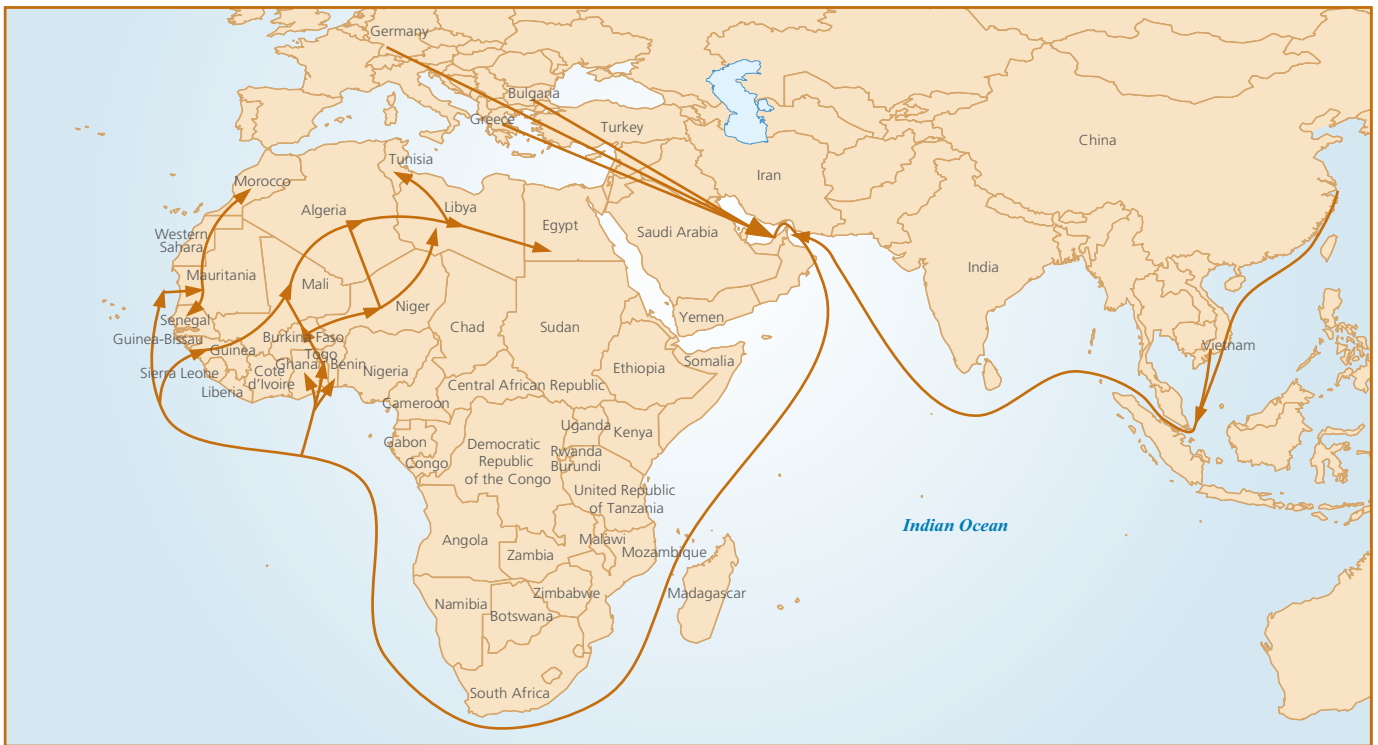 Germany
Bulgaria
Greece
Turkey
China
Tunisia
Iran
Morocco
Algeria
Libya
Egypt
Saudi Arabia
Western
Sahara
India
Mauritania
Mali
Niger
Senegal
Yemen
Chad
Sudan
Guinea-Bissau
Burkina Faso
Vietnam
Guinea
Togo
Ghana
Benin
Somalia
Sierra Leone
Cote
d'Ivoire
Nigeria
Ethiopia
Liberia
Central African Republic
Cameroon
Uganda
Kenya
Gabon
Democratic
Republic
of the Congo
Rwanda
Burundi
Congo
United Republic
of Tanzania
Indian Ocean
Angola
Malawi
Zambia
Mozambique
Zimbabwe
Madagascar
Namibia
Botswana
South Africa